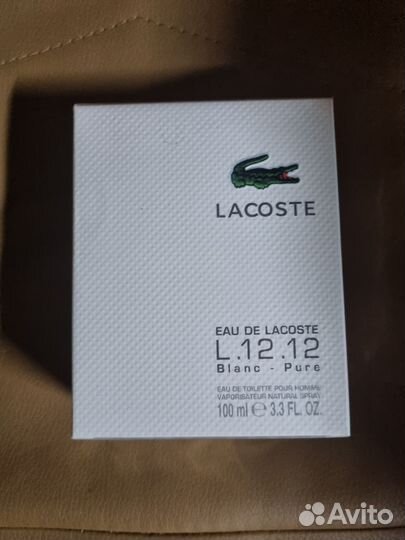 LACOSTE
EAU DE LACOSTE
L.12.12
Blanc - Pure
EAU DE TOILETTE POUR HOMME
VAPORISATEUR NATURAL SPRAY
100 ml ℮ 3.3 FL. OZ.
Avito